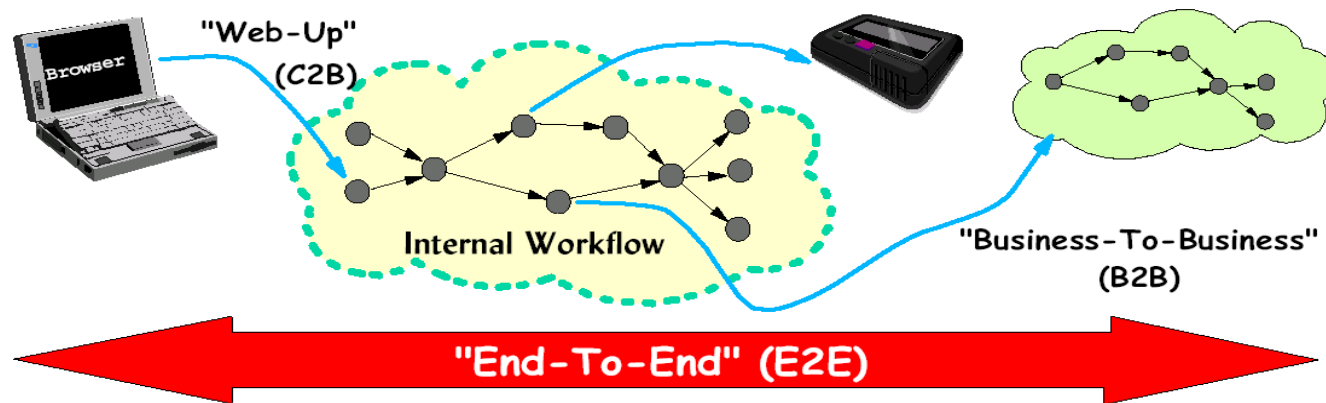 Browser
"Web-Up"
(C2B)
Internal Workflow
"Business-To-Business"
(B2B)
"End-To-End" (E2E)